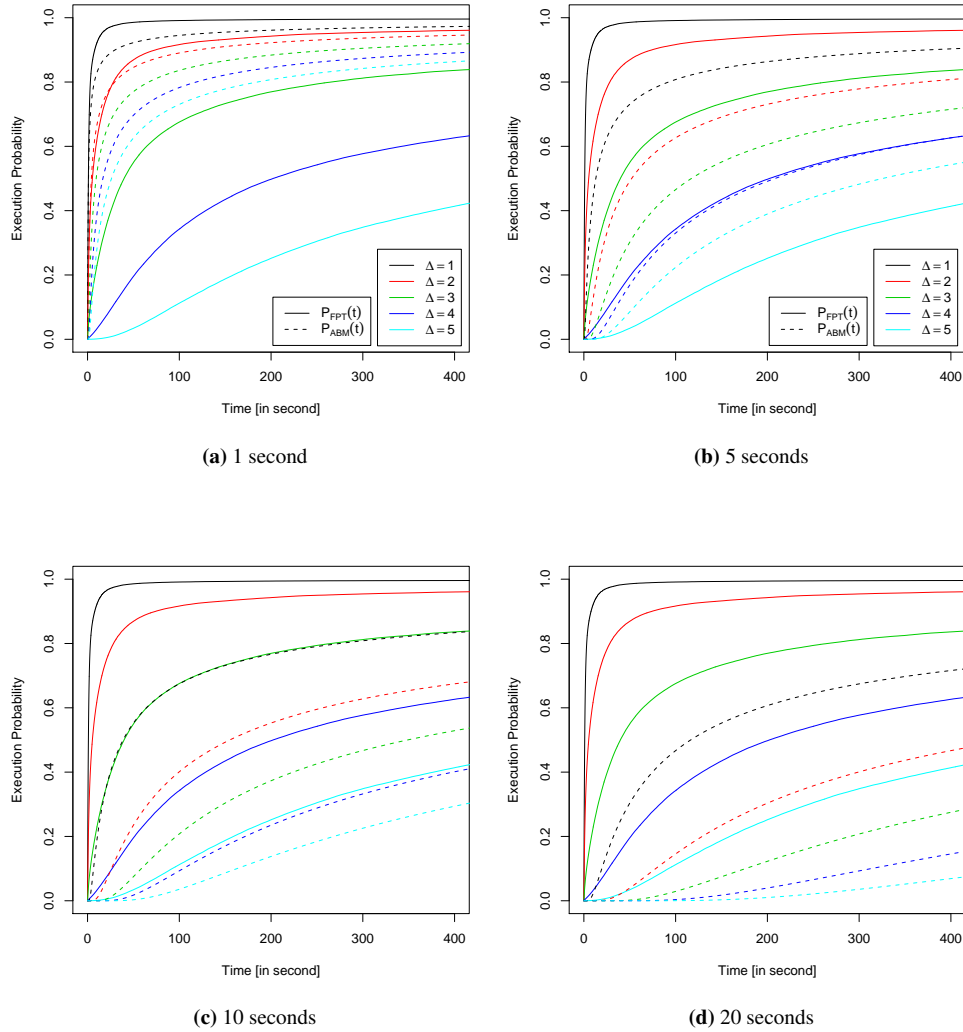 1.0
0.8
0.6
0.4
0.2
0.0
Execution Probability
0 100 200 300 400
Time [in second]
P_FPT(t)
P_ABM(t)
Δ = 1
Δ = 2
Δ = 3
Δ = 4
Δ = 5
(a) 1 second
1.0
0.8
0.6
0.4
0.2
0.0
Execution Probability
0 100 200 300 400
Time [in second]
P_FPT(t)
P_ABM(t)
Δ = 1
Δ = 2
Δ = 3
Δ = 4
Δ = 5
(b) 5 seconds
1.0
0.8
0.6
0.4
0.2
0.0
Execution Probability
0 100 200 300 400
Time [in second]
(c) 10 seconds
1.0
0.8
0.6
0.4
0.2
0.0
Execution Probability
0 100 200 300 400
Time [in second]
(d) 20 seconds